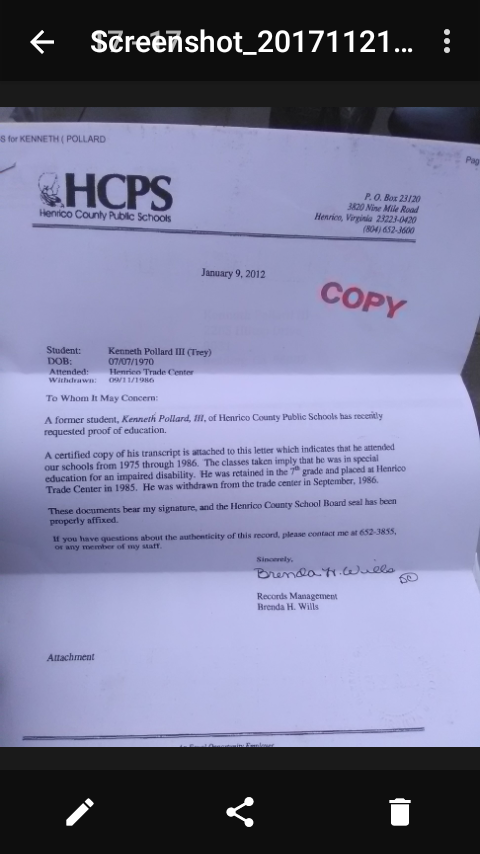 Screenshot_20171121...
S for KENNETH ( POLLARD
Pag
HCPS
Henrico County Public Schools
P. O. Box 23120
3820 Nine Mile Road
Henrico, Virginia 23223-0420
(804) 652-3600
January 9, 2012
COPY
Student: Kenneth Pollard III (Trey)
DOB: 07/07/1970
Attended: Henrico Trade Center
Withdrawn: 09/11/1986
To Whom It May Concern:
A former student, Kenneth Pollard, III, of Henrico County Public Schools has recently
requested proof of education.
A certified copy of his transcript is attached to this letter which indicates that he attended
our schools from 1975 through 1986. The classes taken imply that he was in special
education for an impaired disability. He was retained in the 7th grade and placed at Henrico
Trade Center in 1985. He was withdrawn from the trade center in September, 1986.
These documents bear my signature, and the Henrico County School Board seal has been
properly affixed.
If you have questions about the authenticity of this record, please contact me at 652-3855,
or any member of my staff.
Sincerely,
Brenda H. Wills
Records Management
Brenda H. Wills
Attachment
An Equal Opportunity Employer